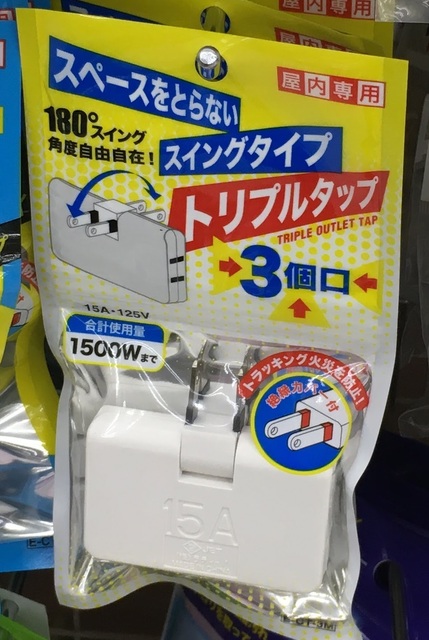 屋内専用
屋内専用
スペースをとらない
180°スイング
角度自由自在!
スイングタイプ
トリプルタップ
TRIPLE OUTLET TAP
3個口
15A・125V
合計使用量
1500Wまで
トラッキング火災を防止!
絶縁カバー付
15A